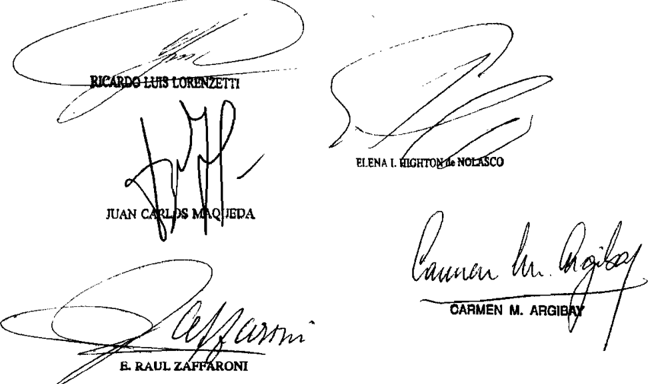 RICARDO LUIS LORENZETTI
ELENA I. HIGHTON de NOLASCO
JUAN CARLOS MAQUEDA
Carmen M. Argibay
CARMEN M. ARGIBAY
Zaffaroni
E. RAUL ZAFFARONI